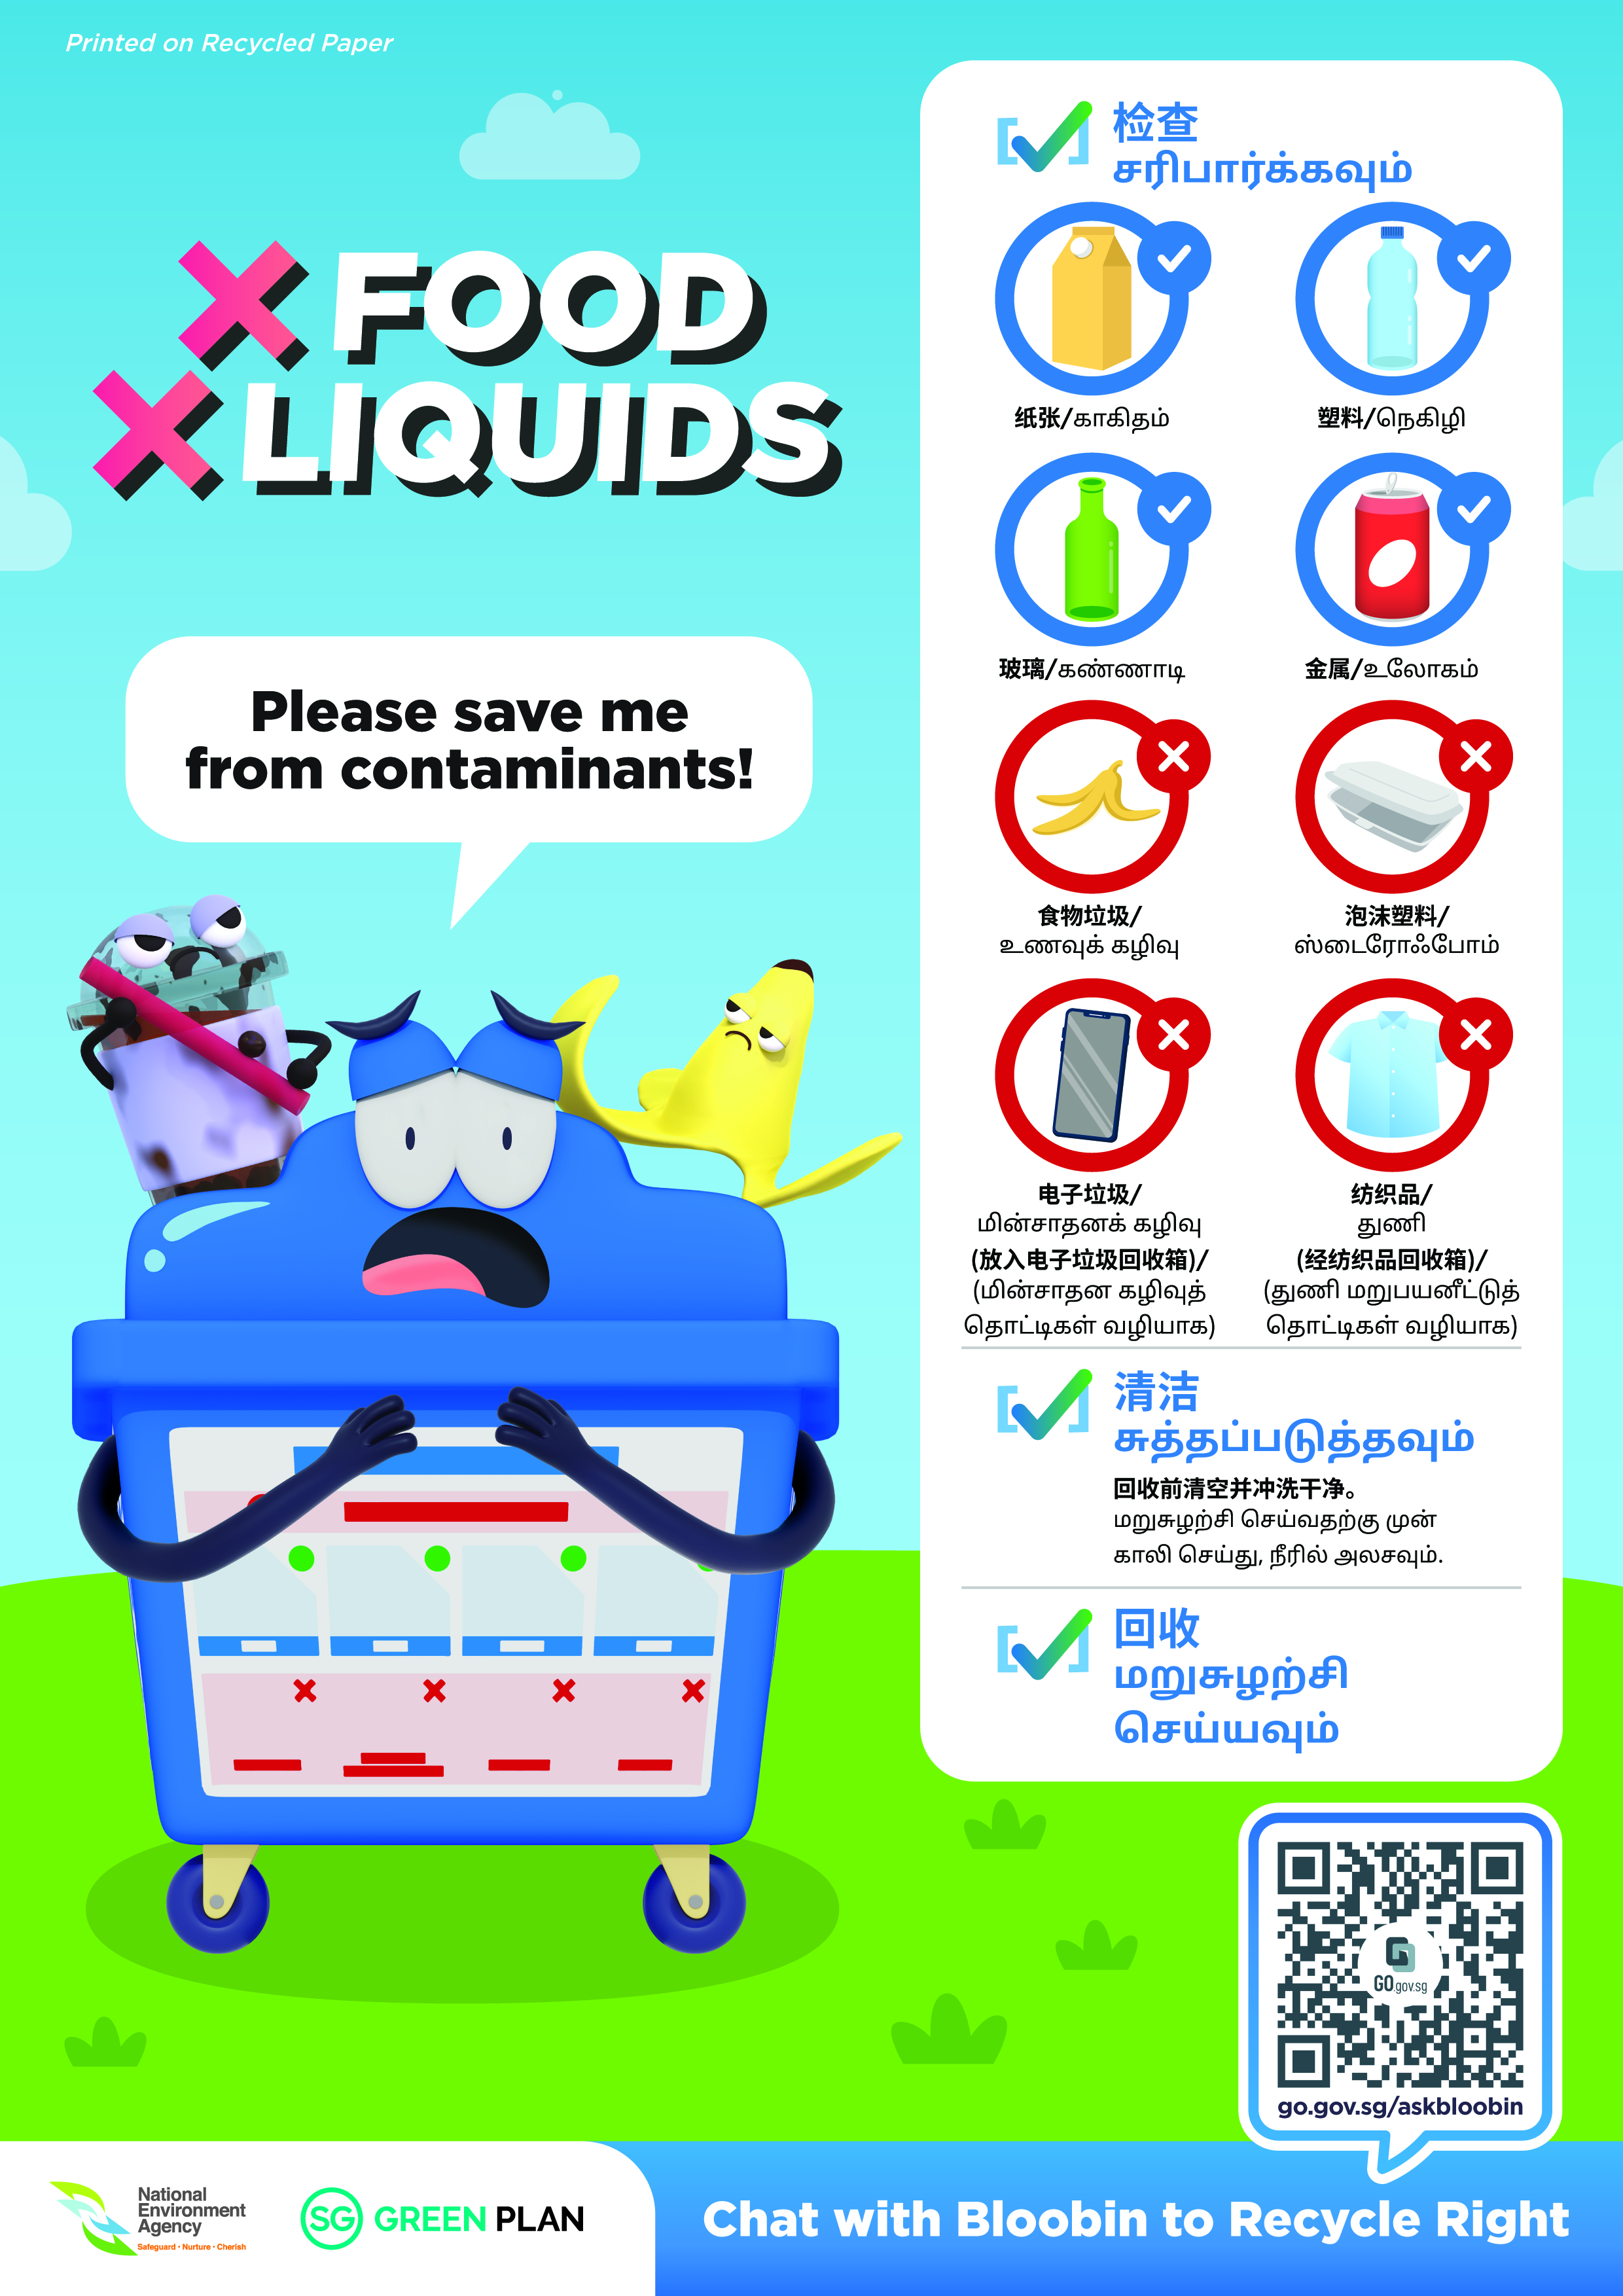 Printed on Recycled Paper
FOOD
LIQUIDS
Please save me
from contaminants!
检查
சரிபார்க்கவும்
纸张/காகிதம்
塑料/நெகிழி
玻璃/கண்ணாடி
金属/உலோகம்
食物垃圾/
உணவுக் கழிவு
泡沫塑料/
ஸ்டைரோஃபோம்
电子垃圾/
மின்சாதனக் கழிவு
(放入电子垃圾回收箱)/
(மின்சாதன கழிவுத்
தொட்டிகள் வழியாக)
纺织品/
துணி
(经纺织品回收箱)/
(துணி மறுபயனீட்டுத்
தொட்டிகள் வழியாக)
清洁
சுத்தப்படுத்தவும்
回收前清空并冲洗干净。
மறுசுழற்சி செய்வதற்கு முன்
காலி செய்து, நீரில் அலசவும்.
回收
மறுசுழற்சி
செய்யவும்
GO.gov.sg
go.gov.sg/askbloobin
National
Environment
Agency
Safeguard • Nurture • Cherish
SG GREEN PLAN
Chat with Bloobin to Recycle Right